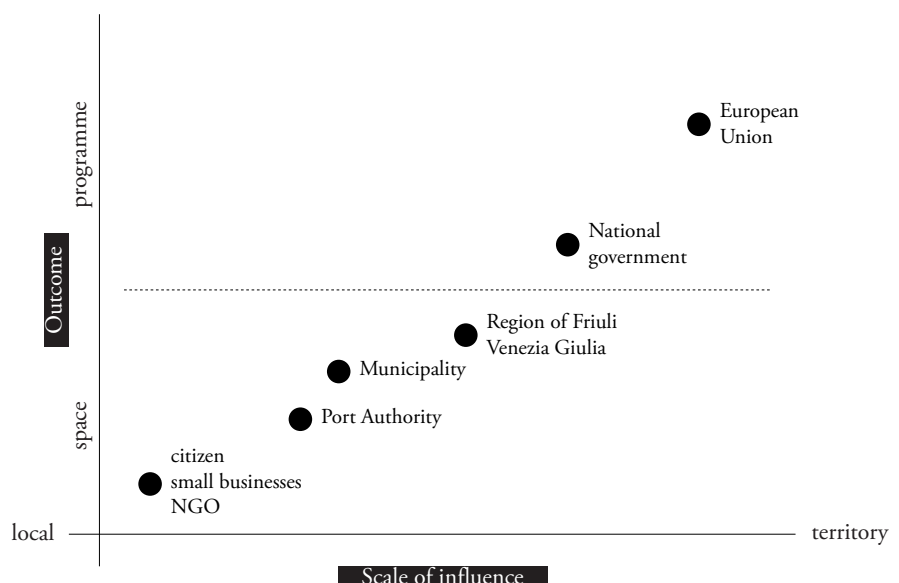 programme
European
Union
National
government
Outcome
Region of Friuli
Venezia Giulia
Municipality
space
Port Authority
citizen
small businesses
NGO
local
territory
Scale of influence